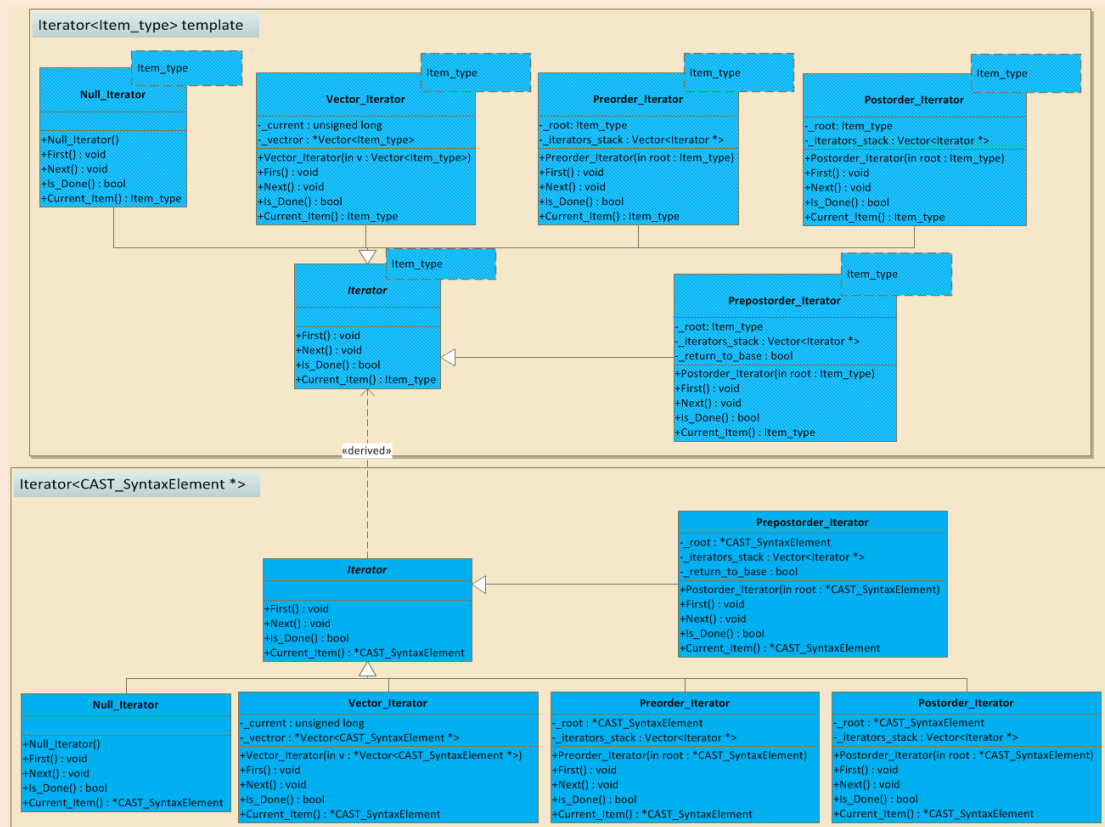 Iterator<Item_type> template
Item_type
Null_Iterator
+Null_Iterator()
+First() : void
+Next() : void
+Is_Done() : bool
+Current_Item() : Item_type
Item_type
Vector_Iterator
-_current : unsigned long
-_vectror : *Vector<Item_type>
+Vector_Iterator(in v : Vector<Item_type>)
+Firs() : void
+Next() : void
+Is_Done() : bool
+Current_Item() : Item_type
Item_type
Preorder_Iterator
-_root: Item_type
-_iterators_stack : Vector<Iterator *>
+Preorder_Iterator(in root : Item_type)
+First() : void
+Next() : void
+Is_Done() : bool
+Current_Item() : Item_type
Item_type
Postorder_Iterrator
-_root: Item_type
-_iterators_stack : Vector<Iterator *>
+Postorder_Iterator(in root : Item_type)
+First() : void
+Next() : void
+Is_Done() : bool
+Current_Item() : Item_type
Item_type
Iterator
+First() : void
+Next() : void
+Is_Done() : bool
+Current_Item() : Item_type
Item_type
Prepostorder_Iterator
-_root: Item_type
-_iterators_stack : Vector<Iterator *>
-_return_to_base : bool
+Postorder_Iterator(in root : Item_type)
+First() : void
+Next() : void
+Is_Done() : bool
+Current_Item() : Item_type
«derived»
Iterator<CAST_SyntaxElement *>
Prepostorder_Iterator
-_root : *CAST_SyntaxElement
-_iterators_stack : Vector<Iterator *>
-_return_to_base : bool
+Postorder_Iterator(in root : *CAST_SyntaxElement)
+First() : void
+Next() : void
+Is_Done() : bool
+Current_Item() : *CAST_SyntaxElement
Iterator
+First() : void
+Next() : void
+Is_Done() : bool
+Current_Item() : *CAST_SyntaxElement
Null_Iterator
+Null_Iterator()
+First() : void
+Next() : void
+Is_Done() : bool
+Current_Item() : *CAST_SyntaxElement
Vector_Iterator
-_current : unsigned long
-_vectror : *Vector<CAST_SyntaxElement *>
+Vector_Iterator(in v : *Vector<CAST_SyntaxElement *>)
+Firs() : void
+Next() : void
+Is_Done() : bool
+Current_Item() : *CAST_SyntaxElement
Preorder_Iterator
-_root : *CAST_SyntaxElement
-_iterators_stack : Vector<Iterator *>
+Preorder_Iterator(in root : *CAST_SyntaxElement)
+First() : void
+Next() : void
+Is_Done() : bool
+Current_Item() : *CAST_SyntaxElement
Postorder_Iterator
-_root : *CAST_SyntaxElement
-_iterators_stack : Vector<Iterator *>
+Postorder_Iterator(in root : *CAST_SyntaxElement)
+First() : void
+Next() : void
+Is_Done() : bool
+Current_Item() : *CAST_SyntaxElement